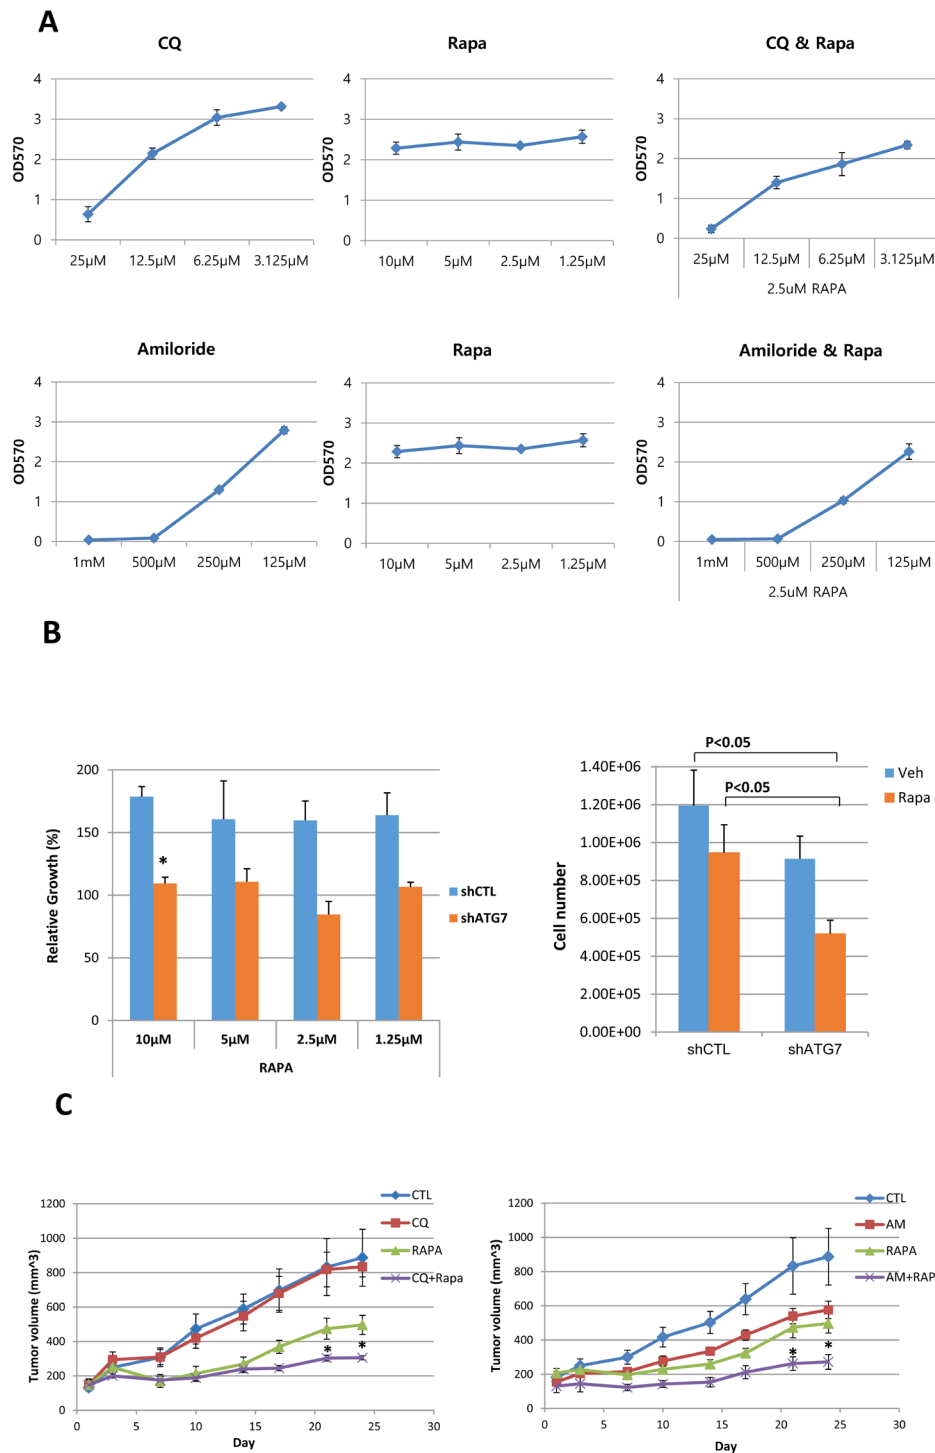 A
CQ
Rapa
CQ & Rapa
OD570
4
3
2
1
0
25µM 12.5µM 6.25µM 3.125µM
OD570
4
3
2
1
0
10µM 5µM 2.5µM 1.25µM
OD570
4
3
2
1
0
25µM 12.5µM 6.25µM 3.125µM
2.5uM RAPA
Amiloride
Rapa
Amiloride & Rapa
OD570
4
3
2
1
0
1mM 500µM 250µM 125µM
OD570
4
3
2
1
0
10µM 5µM 2.5µM 1.25µM
OD570
4
3
2
1
0
1mM 500µM 250µM 125µM
2.5uM RAPA
B
Relative Growth (%)
200
150
100
50
0
*
10µM 5µM 2.5µM 1.25µM
RAPA
shCTL
shATG7
P<0.05
P<0.05
Cell number
1.40E+06
1.20E+06
1.00E+06
8.00E+05
6.00E+05
4.00E+05
2.00E+05
0.00E+00
shCTL shATG7
Veh
Rapa
C
Tumor volume (mm^3)
1200
1000
800
600
400
200
0
0 5 10 15 20 25 30
Day
CTL
CQ
RAPA
CQ+Rapa
* *
Tumor volume (mm^3)
1200
1000
800
600
400
200
0
0 5 10 15 20 25 30
Day
CTL
AM
RAPA
AM+RAP
* *